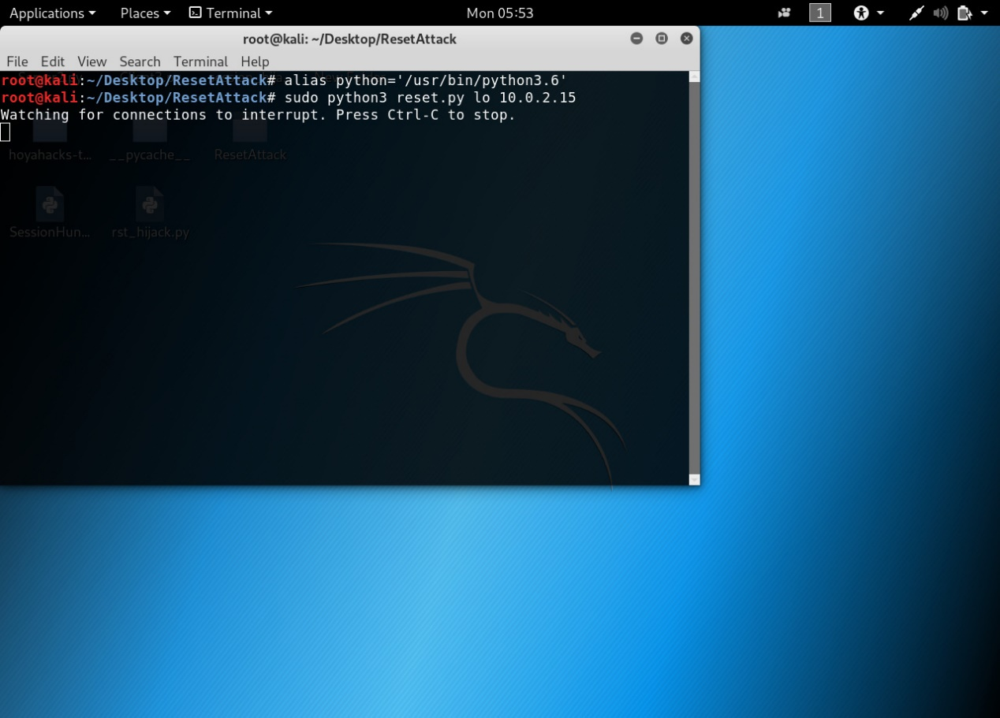 Applications Places Terminal Mon 05:53 1
root@kali: ~/Desktop/ResetAttack
File Edit View Search Terminal Help
root@kali:~/Desktop/ResetAttack# alias python='/usr/bin/python3.6'
root@kali:~/Desktop/ResetAttack# sudo python3 reset.py lo 10.0.2.15
Watching for connections to interrupt. Press Ctrl-C to stop.
hoyahacks-t... __pycache__ ResetAttack
SessionHun... rst_hijack.py